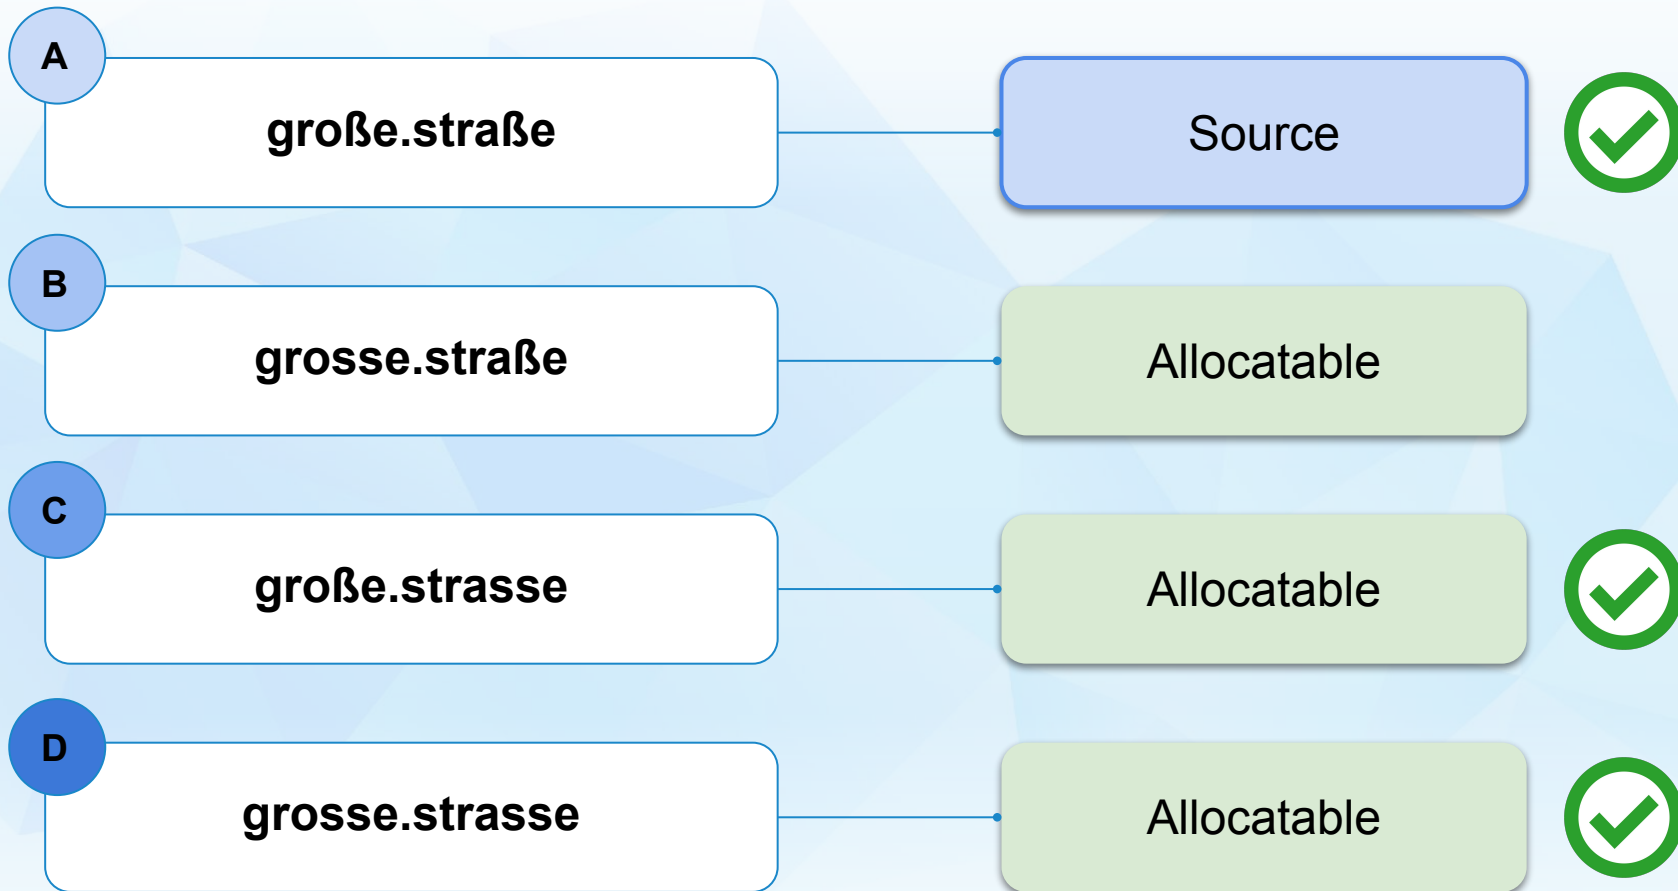 A
große.straße
Source
B
grosse.straße
Allocatable
C
große.strasse
Allocatable
D
grosse.strasse
Allocatable